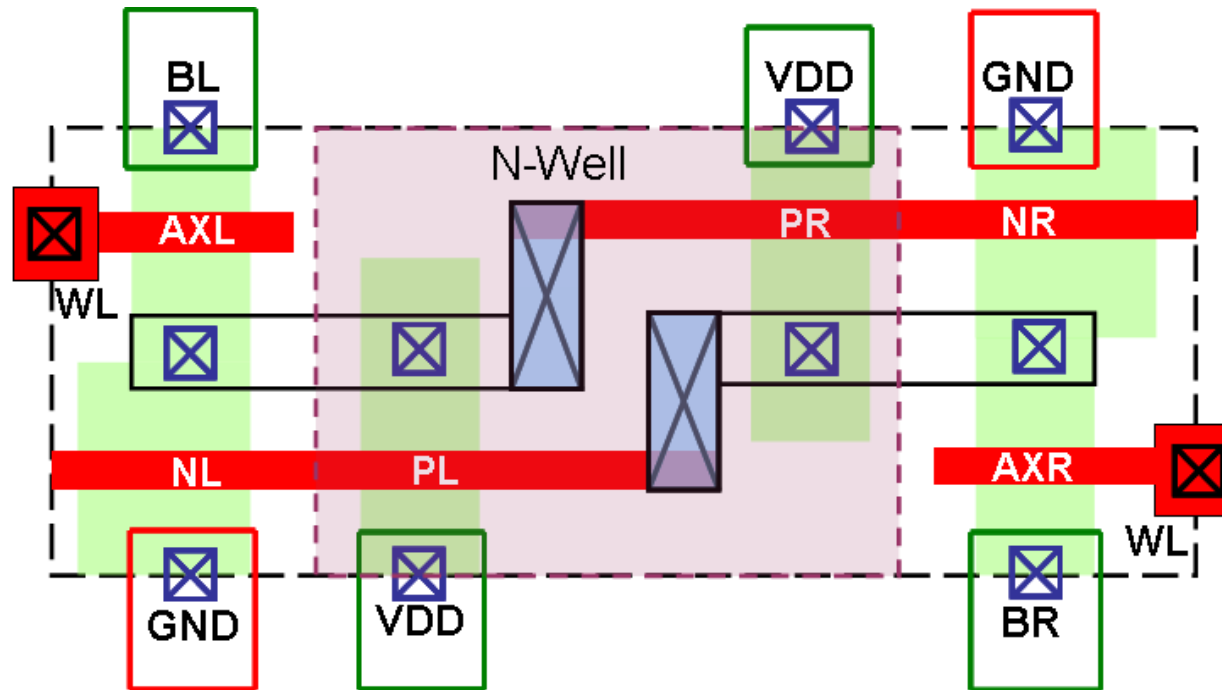 BL
VDD
GND
N-Well
AXL
PR
NR
WL
NL
PL
AXR
WL
GND
VDD
BR